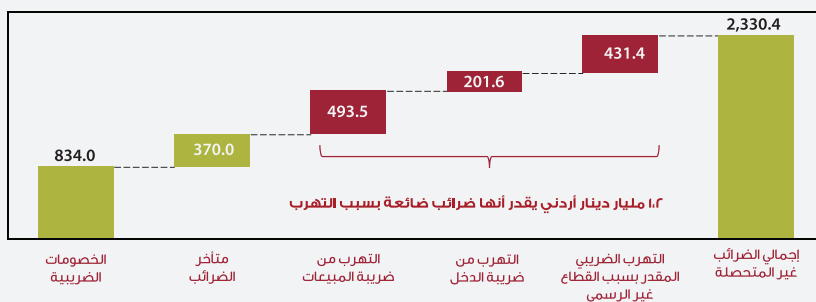 2,330.4
431.4
201.6
493.5
370.0
834.0
١،٢ مليار دينار أردني يقدر أنها ضرائب ضائعة بسبب التهرب
الخصومات
الضريبية
متأخر
الضرائب
التهرب من
ضريبة المبيعات
التهرب من
ضريبة الدخل
التهرب الضريبي
المقدر بسبب القطاع
غير الرسمي
إجمالي الضرائب
غير المتحصلة